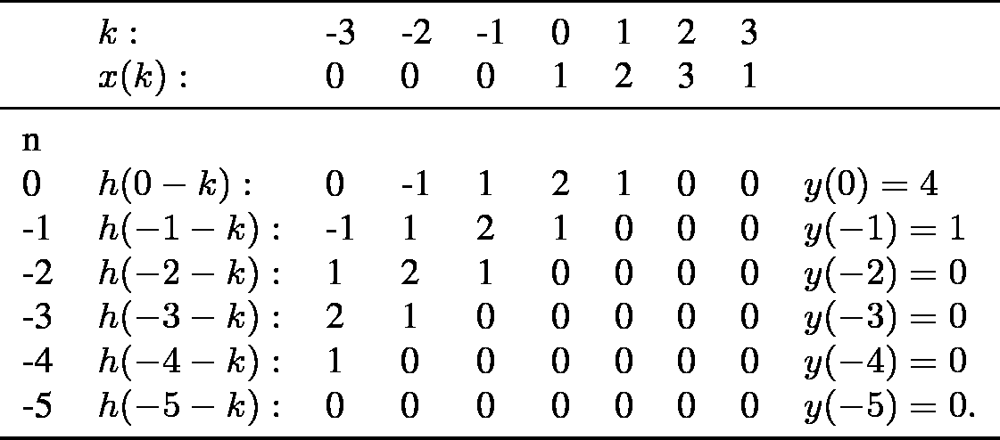 k : -3 -2 -1 0 1 2 3
x(k) : 0 0 0 1 2 3 1
n
0 h(0 − k) : 0 -1 1 2 1 0 0 y(0) = 4
-1 h(−1 − k) : -1 1 2 1 0 0 0 y(−1) = 1
-2 h(−2 − k) : 1 2 1 0 0 0 0 y(−2) = 0
-3 h(−3 − k) : 2 1 0 0 0 0 0 y(−3) = 0
-4 h(−4 − k) : 1 0 0 0 0 0 0 y(−4) = 0
-5 h(−5 − k) : 0 0 0 0 0 0 0 y(−5) = 0.